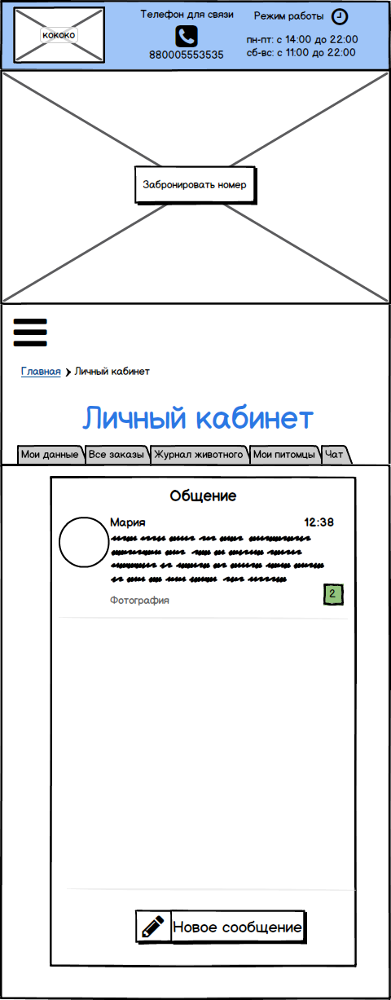 кококо
Телефон для связи
880005553535
Режим работы
пн-пт: с 14:00 до 22:00
сб-вс: с 11:00 до 22:00
Забронировать номер
Главная > Личный кабинет
Личный кабинет
Мои данные Все заказы Журнал животного Мои питомцы Чат
Общение
Мария 12:38
Фотография
2
Новое сообщение